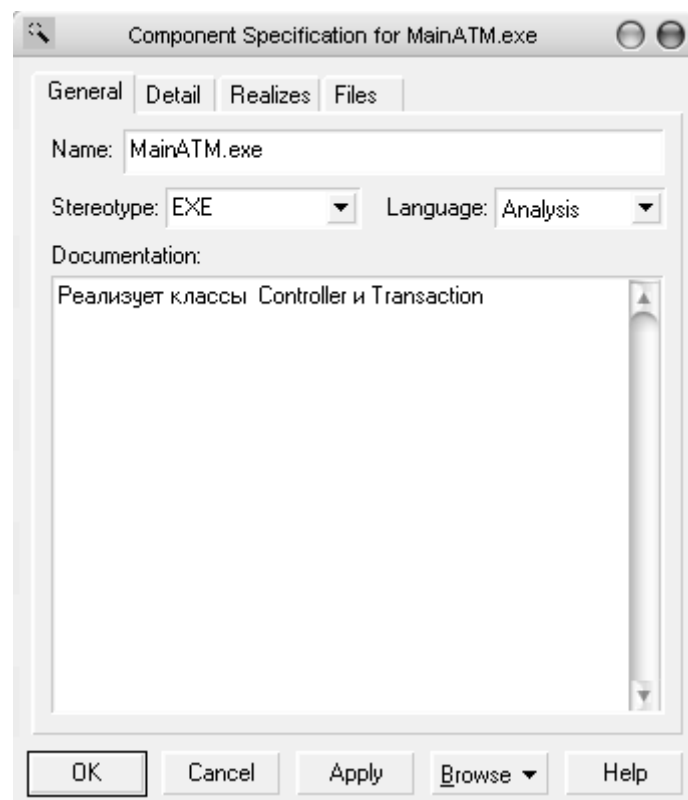 Component Specification for MainATM.exe
General Detail Realizes Files
Name: MainATM.exe
Stereotype: EXE Language: Analysis
Documentation:
Реализует классы Controller и Transaction
OK Cancel Apply Browse Help